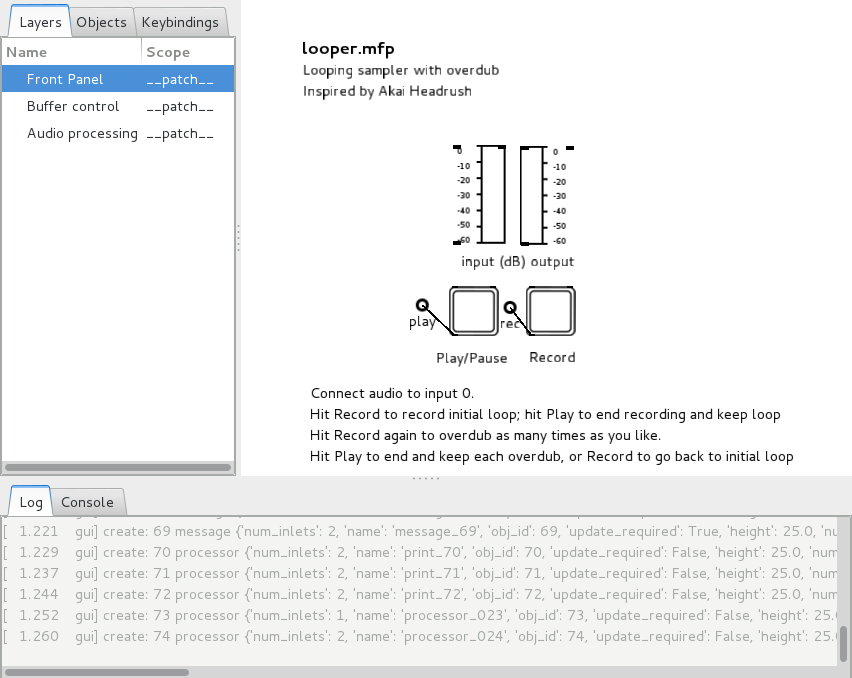 Layers Objects Keybindings
Name Scope
Front Panel __patch__
Buffer control __patch__
Audio processing __patch__
looper.mfp
Looping sampler with overdub
Inspired by Akai Headrush
0 0
-10 -10
-20 -20
-30 -30
-40 -40
-50 -50
-60 -60
input (dB) output
play rec
Play/Pause Record
Connect audio to input 0.
Hit Record to record initial loop; hit Play to end recording and keep loop
Hit Record again to overdub as many times as you like.
Hit Play to end and keep each overdub, or Record to go back to initial loop
Log Console
[ 1.221 gui] create: 69 message {'num_inlets': 2, 'name': 'message_69', 'obj_id': 69, 'update_required': True, 'height': 25.0, 'nu
[ 1.229 gui] create: 70 processor {'num_inlets': 2, 'name': 'print_70', 'obj_id': 70, 'update_required': False, 'height': 25.0, 'num
[ 1.237 gui] create: 71 processor {'num_inlets': 2, 'name': 'print_71', 'obj_id': 71, 'update_required': False, 'height': 25.0, 'num
[ 1.244 gui] create: 72 processor {'num_inlets': 2, 'name': 'print_72', 'obj_id': 72, 'update_required': False, 'height': 25.0, 'num
[ 1.252 gui] create: 73 processor {'num_inlets': 1, 'name': 'processor_023', 'obj_id': 73, 'update_required': False, 'height': 25.
[ 1.260 gui] create: 74 processor {'num_inlets': 2, 'name': 'processor_024', 'obj_id': 74, 'update_required': False, 'height': 25.